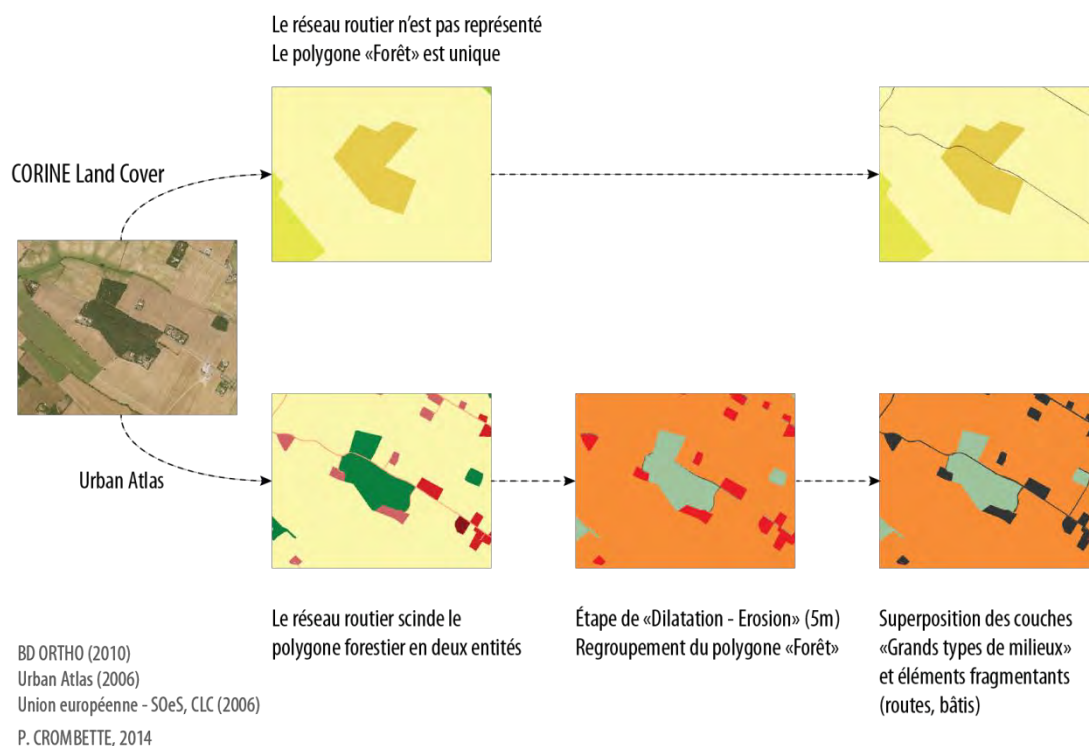 Le réseau routier n'est pas représenté
Le polygone «Forêt» est unique
CORINE Land Cover
Urban Atlas
Le réseau routier scinde le
polygone forestier en deux entités
Étape de «Dilatation - Erosion» (5m)
Regroupement du polygone «Forêt»
Superposition des couches
«Grands types de milieux»
et éléments fragmentants
(routes, bâtis)
BD ORTHO (2010)
Urban Atlas (2006)
Union européenne - SOeS, CLC (2006)
P. CROMBETTE, 2014